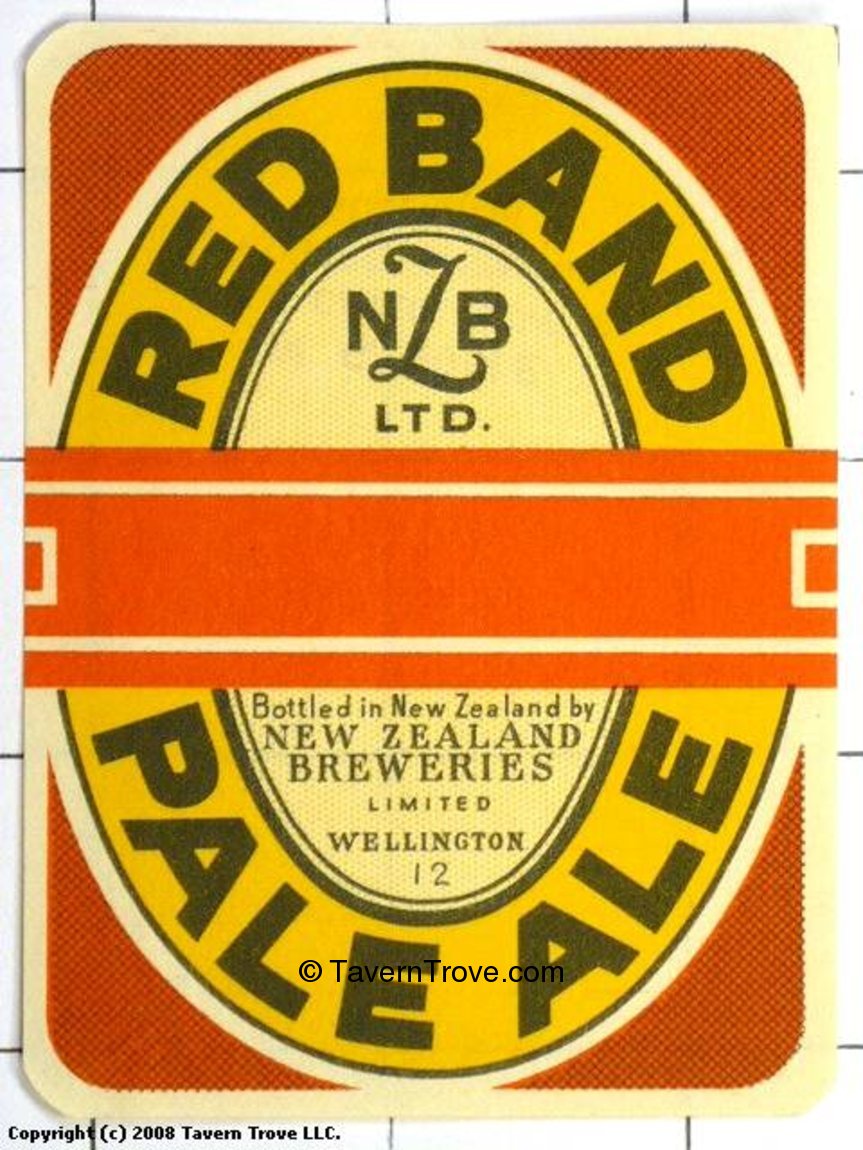 RED BAND
NZB
LTD.
Bottled in New Zealand by
NEW ZEALAND
BREWERIES
LIMITED
WELLINGTON
12
PALE ALE
© TavernTrove.com
Copyright (c) 2008 Tavern Trove LLC.